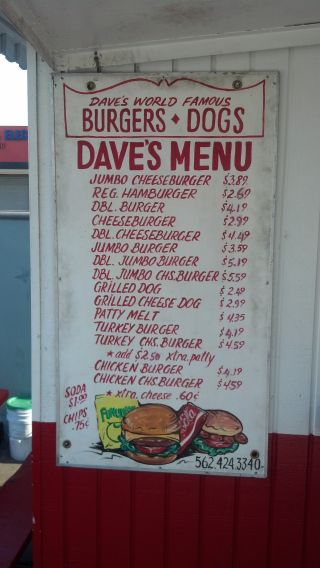 DAVE'S WORLD FAMOUS
BURGERS • DOGS
DAVE'S MENU
JUMBO CHEESEBURGER $3.89
REG. HAMBURGER $2.69
DBL. BURGER $4.19
CHEESEBURGER $2.99
DBL. CHEESEBURGER $4.49
JUMBO BURGER $3.59
DBL. JUMBO BURGER $5.19
DBL JUMBO CHS. BURGER $5.59
GRILLED DOG $2.49
GRILLED CHEESE DOG $2.99
PATTY MELT $4.35
TURKEY BURGER $4.19
TURKEY CHS. BURGER $4.59
* add $2.50 xtra. patty
CHICKEN BURGER $4.19
CHICKEN CHS. BURGER $4.59
* xtra. cheese .60¢
SODA
$1.00
CHIPS
.75¢
562.424.3340